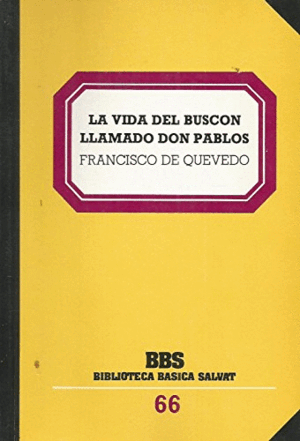 LA VIDA DEL BUSCON
LLAMADO DON PABLOS
FRANCISCO DE QUEVEDO
BBS
BIBLIOTECA BASICA SALVAT
66